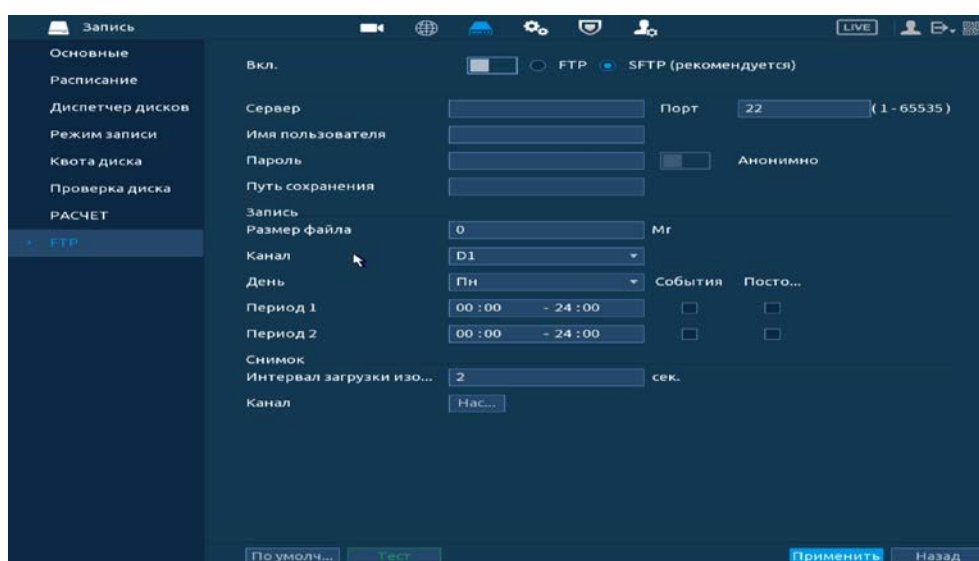 Запись LIVE
Основные
Расписание
Диспетчер дисков
Режим записи
Квота диска
Проверка диска
РАСЧЕТ
FTP
Вкл. FTP SFTP (рекомендуется)
Сервер Порт 22 (1-65535)
Имя пользователя
Пароль Анонимно
Путь сохранения
Запись
Размер файла 0 Мг
Канал D1
День Пн События Посто...
Период 1 00:00 - 24:00
Период 2 00:00 - 24:00
Снимок
Интервал загрузки изо... 2 сек.
Канал Нас...
По умолч... Тест Применить Назад